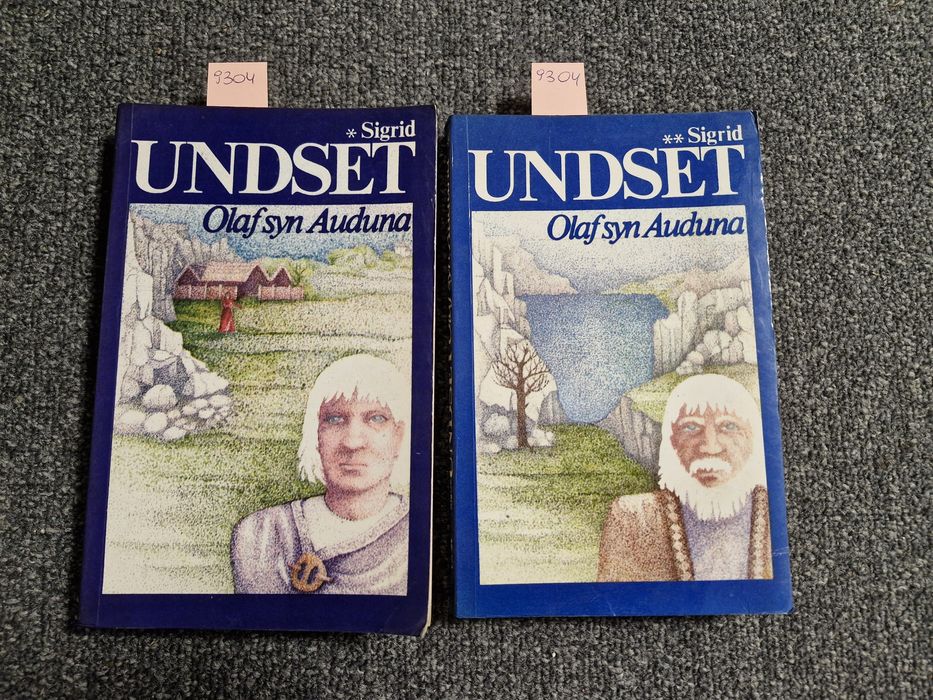 9304
* Sigrid
UNDSET
Olaf syn Auduna
9304
** Sigrid
UNDSET
Olaf syn Auduna